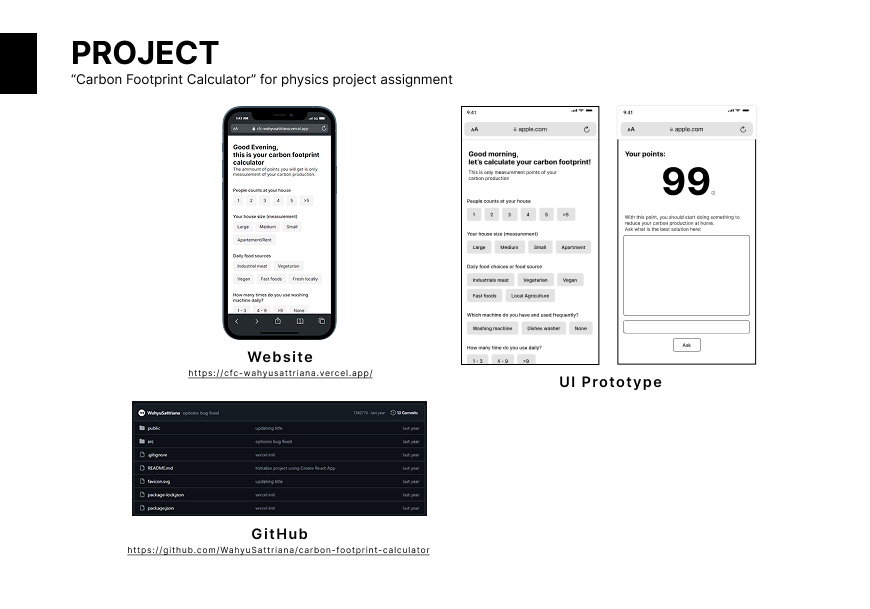 PROJECT
“Carbon Footprint Calculator” for physics project assignment
cfc-wahyusattriana.vercel.app
Good Evening,
this is your carbon footprint
calculator
The ammount of points you will get is only
measurement of your carbon production.
People counts at your house
1 2 3 4 5 >5
Your house size (measurement)
Large Medium Small
Apartement/Rent
Daily food sources
Industrial meat Vegetarian
Vegan Fast foods Fresh locally
How many times do you use washing
machine daily?
1 - 3 4 - 9 >9 None
Website
https://cfc-wahyusattriana.vercel.app/
9:41
AA apple.com
Good morning,
let's calculate your carbon footprint!
This is only measurement points of your
carbon production
People counts at your house
1 2 3 4 5 >5
Your house size (measurement)
Large Medium Small Apartment
Daily food choices or food source
Industrials meat Vegetarian Vegan
Fast foods Local Agriculture
Which machine do you have and used frequently?
Washing machine Dishes washer None
How many time do you use daily?
1 - 3 4 - 9 >9
9:41
AA apple.com
Your points:
99
With this point, you should start doing something to
reduce your carbon production at home.
Ask what is the best solution here:
Ask
UI Prototype
WahyuSattriana options bug fixed last year 13 Commits
public updating title last year
src options bug fixed last year
.gitignore vercel init last year
README.md Initialize project using Create React App last year
favicon.svg updating title last year
package-lock.json vercel init last year
package.json vercel init last year
GitHub
https://github.com/WahyuSattriana/carbon-footprint-calculator